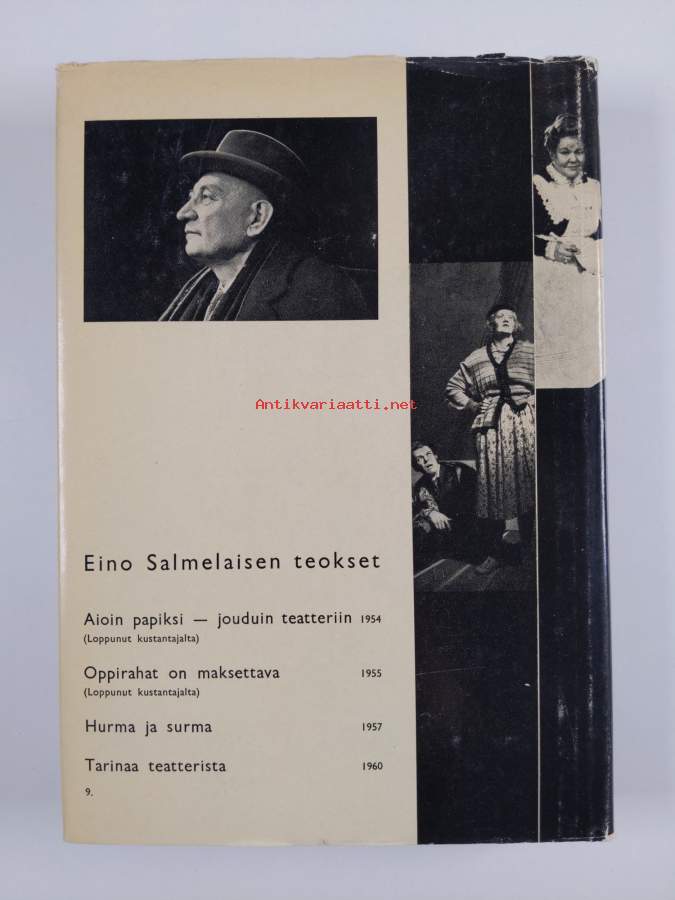 Antikvariaatti.net
Eino Salmelaisen teokset
Aioin papiksi — jouduin teatteriin 1954
(Loppunut kustantajalta)
Oppirahat on maksettava 1955
(Loppunut kustantajalta)
Hurma ja surma 1957
Tarinaa teatterista 1960
9.